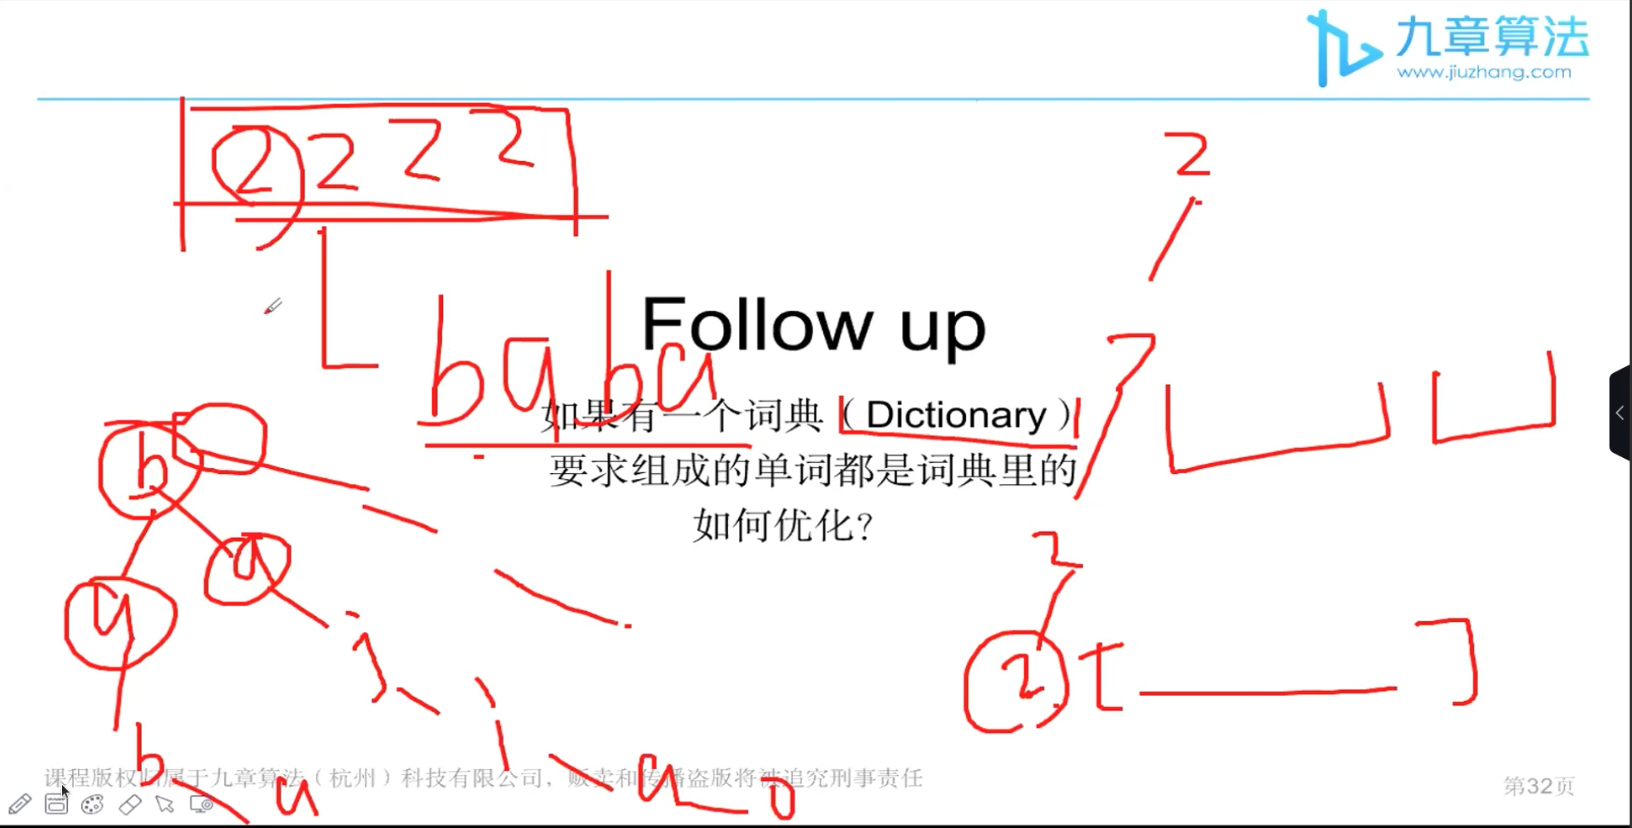 九章算法
www.jiuzhang.com
2 2 2 2
2
Follow up
baba
如果有一个词典（Dictionary）
要求组成的单词都是词典里的
如何优化？
b
a
2
2
b
a
a
课程版权归属于九章算法（杭州）科技有限公司，贩卖和传播盗版将被追究刑事责任
第32页